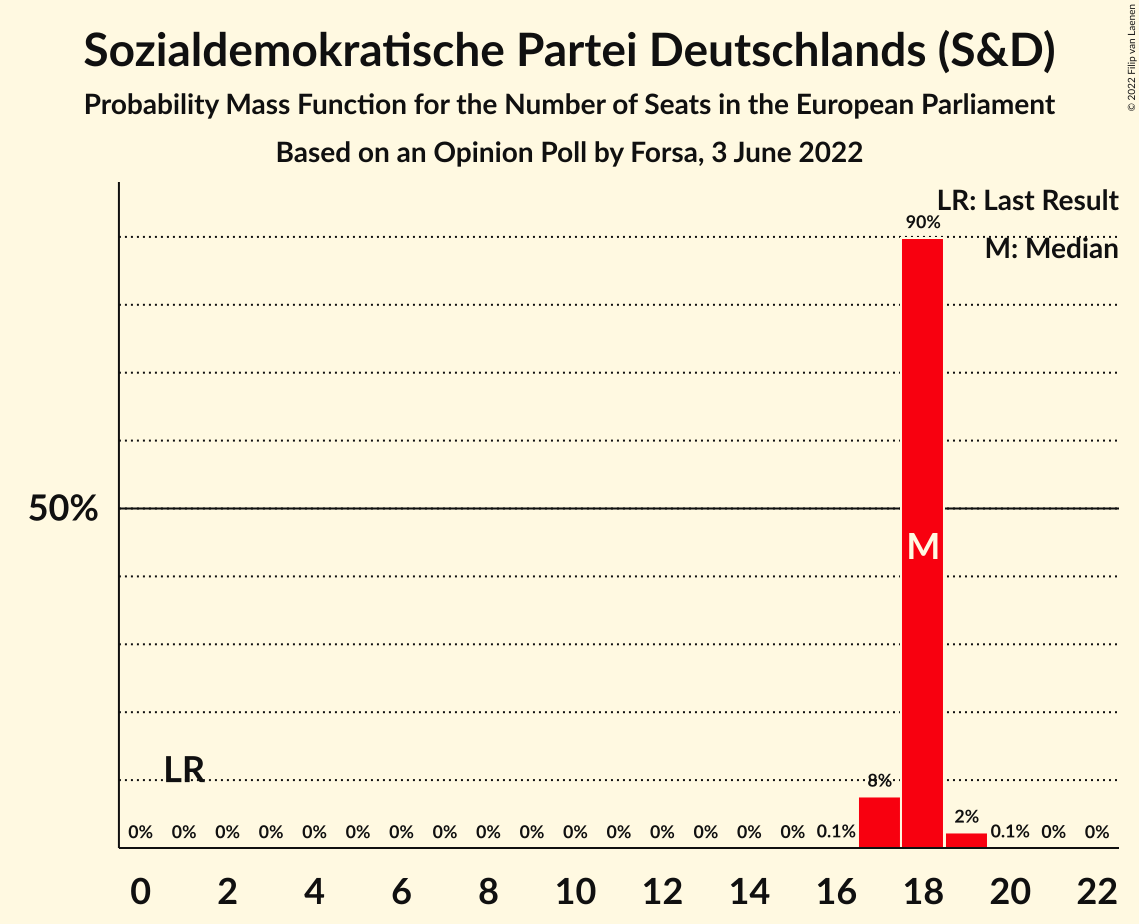 Sozialdemokratische Partei Deutschlands (S&D)
Probability Mass Function for the Number of Seats in the European Parliament
Based on an Opinion Poll by Forsa, 3 June 2022
© 2022 Filip van Laenen
LR: Last Result
90%
M: Median
50%
M
LR
8%
0% 0% 0% 0% 0% 0% 0% 0% 0% 0% 0% 0% 0% 0% 0% 0% 0.1% 2% 0.1% 0% 0%
0 2 4 6 8 10 12 14 16 18 20 22